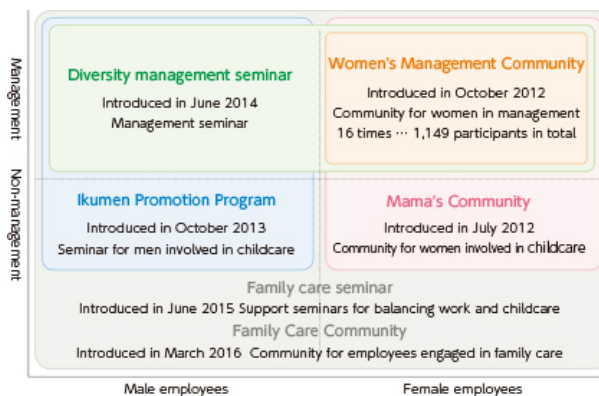 Management
Non-management
Diversity management seminar
Introduced in June 2014
Management seminar
Women's Management Community
Introduced in October 2012
Community for women in management
16 times ··· 1,149 participants in total
Ikumen Promotion Program
Introduced in October 2013
Seminar for men involved in childcare
Mama's Community
Introduced in July 2012
Community for women involved in childcare
Family care seminar
Introduced in June 2015 Support seminars for balancing work and childcare
Family Care Community
Introduced in March 2016 Community for employees engaged in family care
Male employees
Female employees